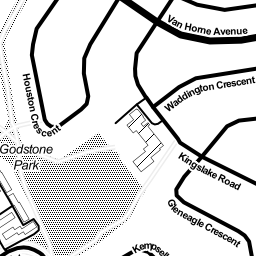 Van Horne Avenue
Houston Crescent
Waddington Crescent
Godstone
Park
Kingslake Road
Gleneagle Crescent